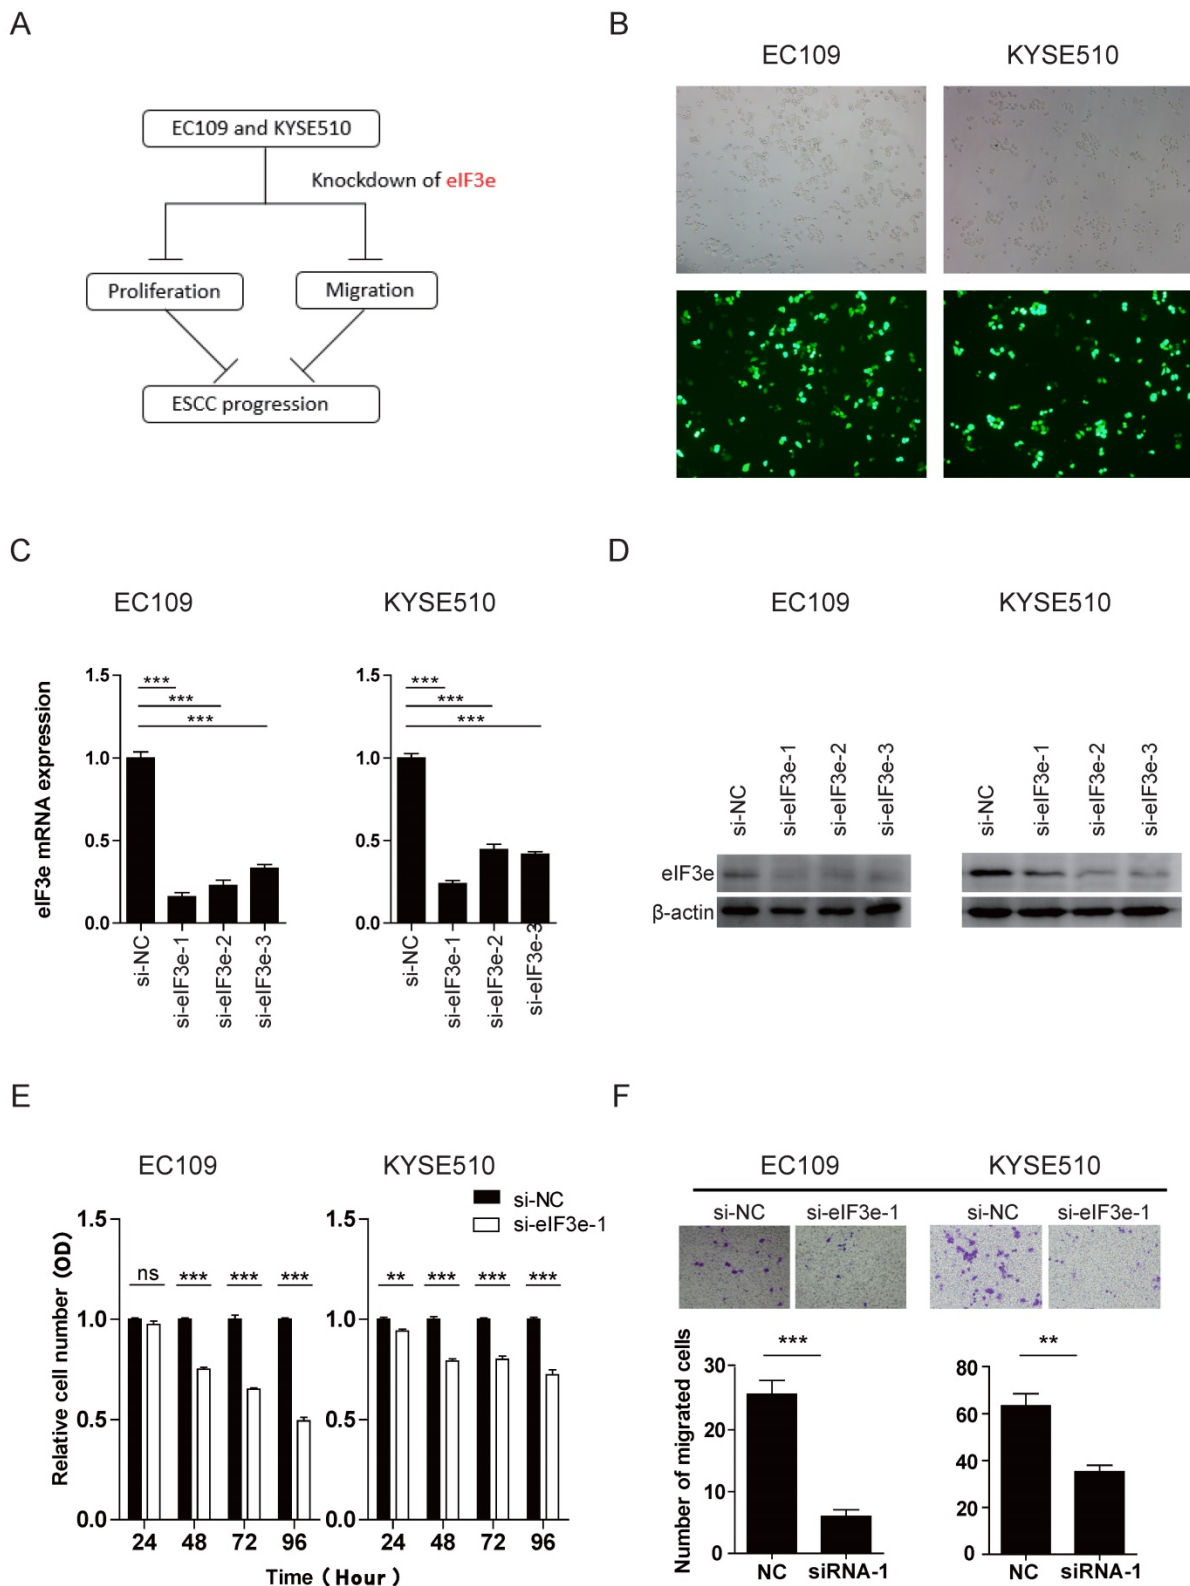 A
EC109 and KYSE510
Knockdown of eIF3e
Proliferation
Migration
ESCC progression
B
EC109
KYSE510
C
EC109
KYSE510
eIF3e mRNA expression
1.5
1.0
0.5
0.0
***
***
***
si-NC
si-eIF3e-1
si-eIF3e-2
si-eIF3e-3
1.5
1.0
0.5
0.0
***
***
***
si-NC
si-eIF3e-1
si-eIF3e-2
si-eIF3e-3
D
EC109
KYSE510
si-NC
si-eIF3e-1
si-eIF3e-2
si-eIF3e-3
si-NC
si-eIF3e-1
si-eIF3e-2
si-eIF3e-3
eIF3e
β-actin
E
EC109
KYSE510
si-NC
si-eIF3e-1
Relative cell number (OD)
1.5
1.0
0.5
0.0
ns *** *** ***
24 48 72 96
1.5
1.0
0.5
0.0
** *** *** ***
24 48 72 96
Time (Hour)
F
EC109
KYSE510
si-NC si-eIF3e-1
si-NC si-eIF3e-1
Number of migrated cells
30
20
10
0
***
NC siRNA-1
80
60
40
20
0
**
NC siRNA-1